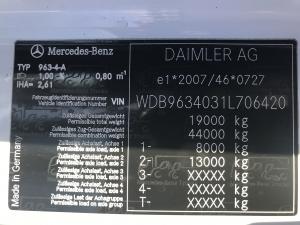 Mercedes-Benz
DAIMLER AG
TYP 963-4-A
1,00 0,80 m³
IHA= 2,61
e1*2007/46*0727
Fahrzeugidentifizierungsnummer
Vehicle Identification Number VIN
WDB9634031L706420
Zulässiges Gesamtgewicht
Permissible total weight
19000 kg
Zulässiges Zug-Gesamtgewicht
Permissible combination weight
44000 kg
Zulässige Achslast, Achse 1
Permissible axle load, axle 1
1- 8000 kg
Zulässige Achslast, Achse 2
Permissible axle load, axle 2
2- 13000 kg
Zulässige Achslast, Achse 3
Permissible axle load, axle 3
3- XXXXX kg
Zulässige Achslast, Achse 4
Permissible axle load, axle 4
4- XXXXX kg
Zulässige Last der Achsgruppe
Permissible load on axle group
T- XXXXX kg
Made in Germany